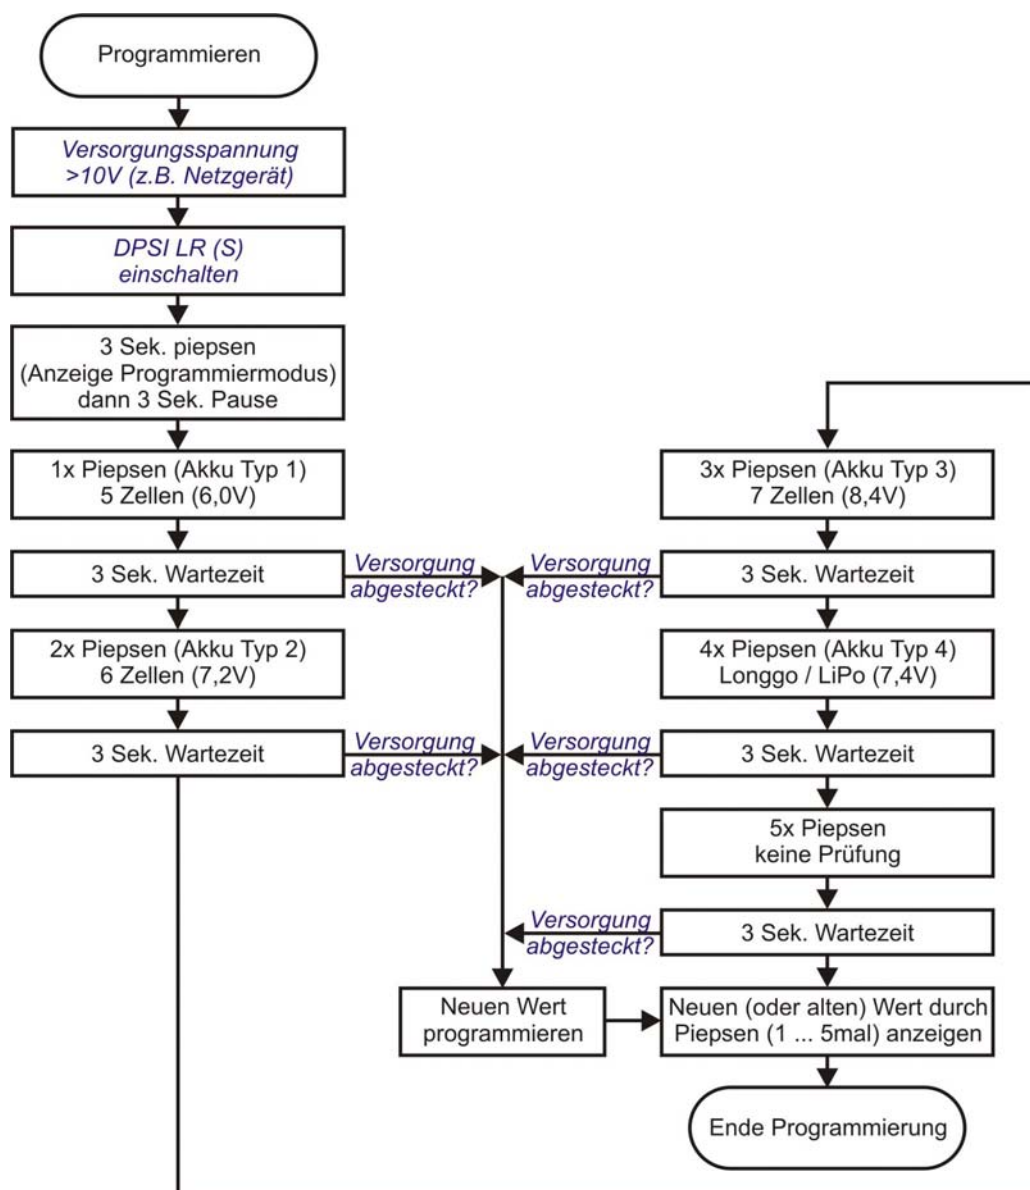 Programmieren
Versorgungsspannung
>10V (z.B. Netzgerät)
DPSI LR (S)
einschalten
3 Sek. piepsen
(Anzeige Programmiermodus)
dann 3 Sek. Pause
1x Piepsen (Akku Typ 1)
5 Zellen (6,0V)
3 Sek. Wartezeit
Versorgung
abgesteckt?
2x Piepsen (Akku Typ 2)
6 Zellen (7,2V)
3 Sek. Wartezeit
Versorgung
abgesteckt?
3x Piepsen (Akku Typ 3)
7 Zellen (8,4V)
Versorgung
abgesteckt?
3 Sek. Wartezeit
4x Piepsen (Akku Typ 4)
Longgo / LiPo (7,4V)
Versorgung
abgesteckt?
3 Sek. Wartezeit
5x Piepsen
keine Prüfung
Versorgung
abgesteckt?
3 Sek. Wartezeit
Neuen Wert
programmieren
Neuen (oder alten) Wert durch
Piepsen (1 ... 5mal) anzeigen
Ende Programmierung